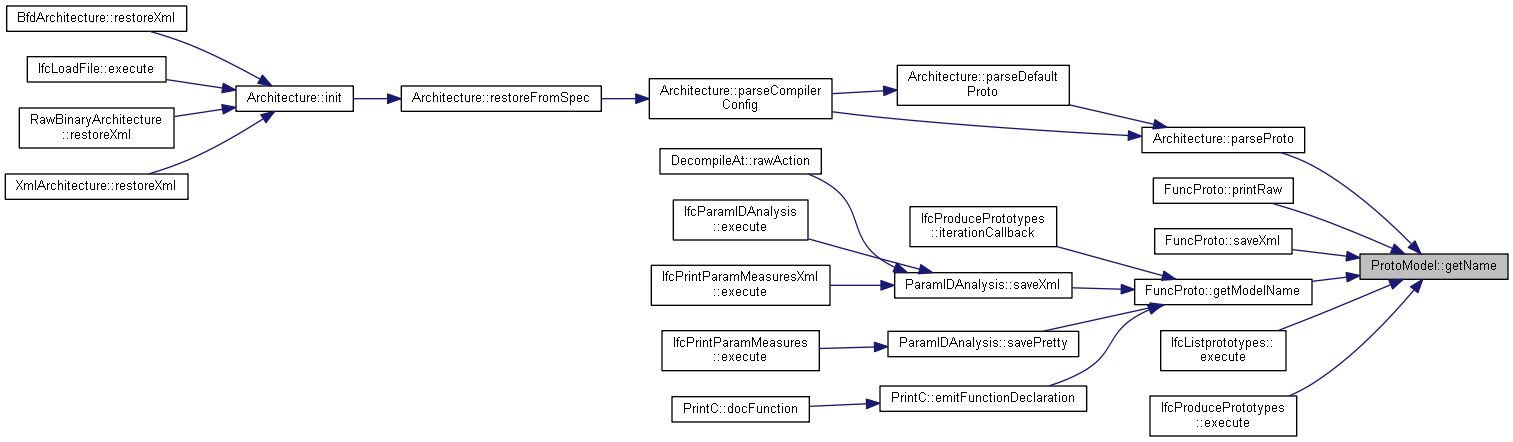 BfdArchitecture::restoreXml
IfcLoadFile::execute
RawBinaryArchitecture
::restoreXml
XmlArchitecture::restoreXml
Architecture::init
Architecture::restoreFromSpec
Architecture::parseCompiler
Config
Architecture::parseDefault
Proto
Architecture::parseProto
DecompileAt::rawAction
IfcParamIDAnalysis
::execute
IfcPrintParamMeasuresXml
::execute
IfcPrintParamMeasures
::execute
PrintC::docFunction
IfcProducePrototypes
::iterationCallback
ParamIDAnalysis::saveXml
ParamIDAnalysis::savePretty
PrintC::emitFunctionDeclaration
FuncProto::printRaw
FuncProto::saveXml
FuncProto::getModelName
IfcListprototypes::
execute
IfcProducePrototypes
::execute
ProtoModel::getName